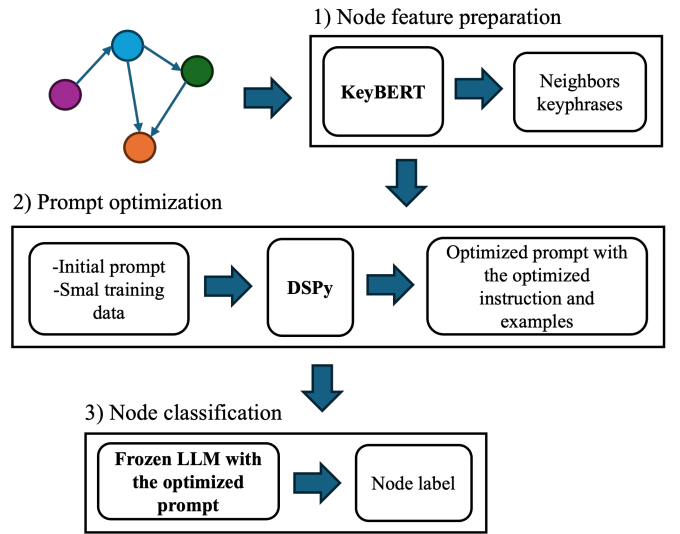 1) Node feature preparation
KeyBERT
Neighbors
keyphrases
2) Prompt optimization
-Initial prompt
-Smal training
data
DSPy
Optimized prompt with
the optimized
instruction and
examples
3) Node classification
Frozen LLM with
the optimized
prompt
Node label